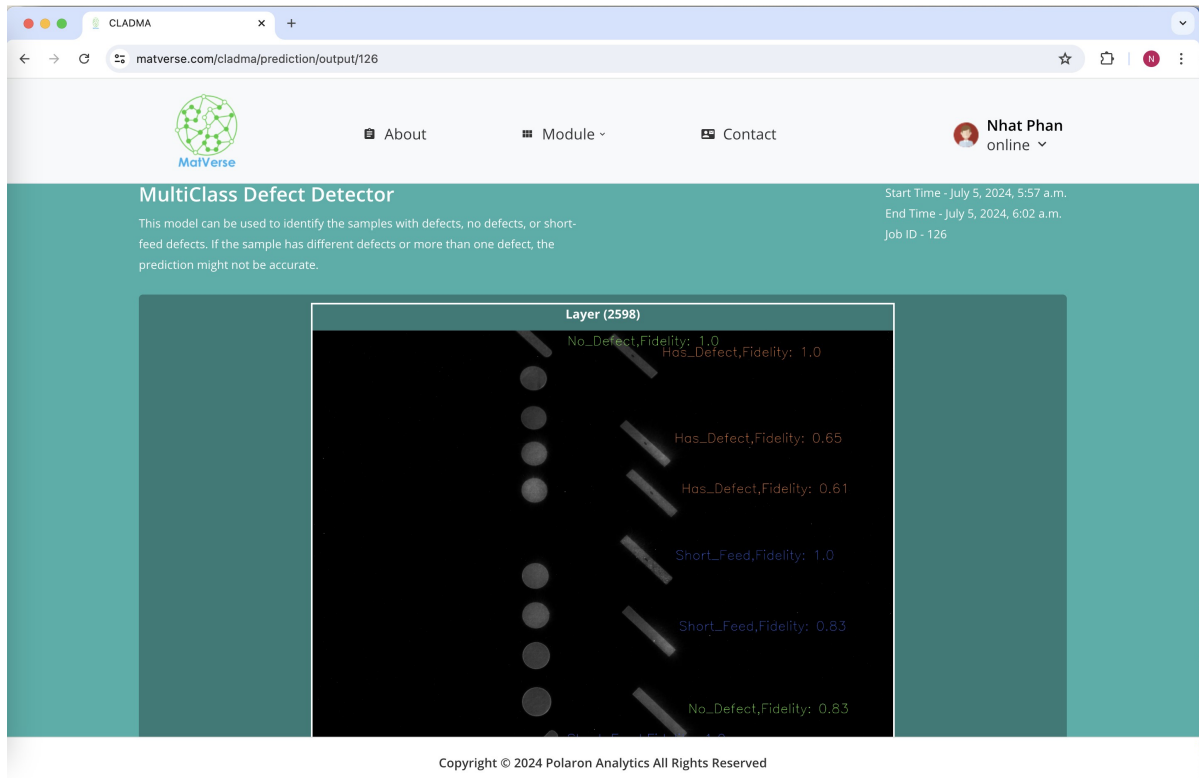 CLADMA
matverse.com/cladma/prediction/output/126
N
MatVerse
About
Module
Contact
Nhat Phan
online
MultiClass Defect Detector
This model can be used to identify the samples with defects, no defects, or short-
feed defects. If the sample has different defects or more than one defect, the
prediction might not be accurate.
Start Time - July 5, 2024, 5:57 a.m.
End Time - July 5, 2024, 6:02 a.m.
Job ID - 126
Layer (2598)
No_Defect,Fidelity: 1.0
Has_Defect,Fidelity: 1.0
Has_Defect,Fidelity: 0.65
Has_Defect,Fidelity: 0.61
Short_Feed,Fidelity: 1.0
Short_Feed,Fidelity: 0.83
No_Defect,Fidelity: 0.83
Copyright © 2024 Polaron Analytics All Rights Reserved